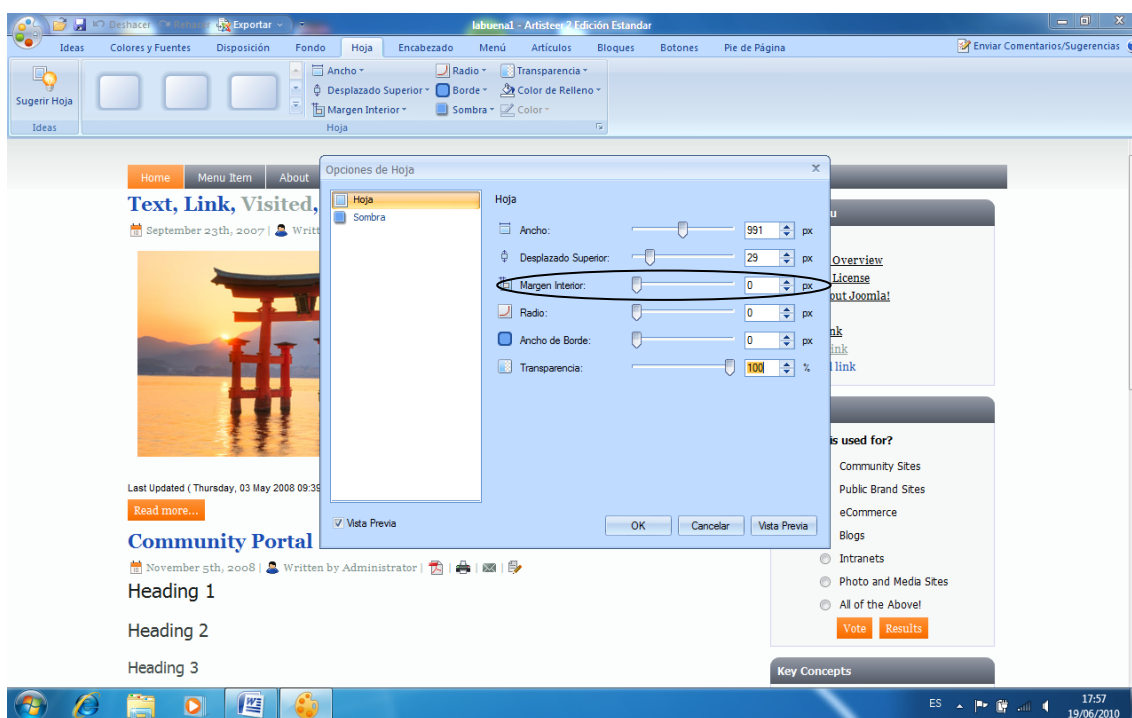 Deshacer Rehacer Exportar
labuena1 - Artisteer 2 Edición Estandar
Ideas Colores y Fuentes Disposición Fondo Hoja Encabezado Menú Artículos Bloques Botones Pie de Página Enviar Comentarios/Sugerencias
Ancho Radio Transparencia
Desplazado Superior Borde Color de Relleno
Sugerir Hoja
Margen Interior Sombra Color
Ideas Hoja
Home Menu Item About
Opciones de Hoja
Text, Link, Visited,
Hoja
Sombra
Hoja
September 23th, 2007 |
Ancho: 991 px
Desplazado Superior: 29 px
Margen Interior: 0 px
Radio: 0 px
Ancho de Borde: 0 px
Transparencia: 100 %
Overview
License
out Joomla!
nk
ink
link
is used for?
Community Sites
Public Brand Sites
eCommerce
Blogs
Intranets
Photo and Media Sites
All of the Above!
Vote Results
Key Concepts
Last Updated ( Thursday, 03 May 2008 09:39
Read more...
Vista Previa OK Cancelar Vista Previa
Community Portal
November 5th, 2008 | Written by Administrator | | | |
Heading 1
Heading 2
Heading 3
ES 17:57
19/06/2010